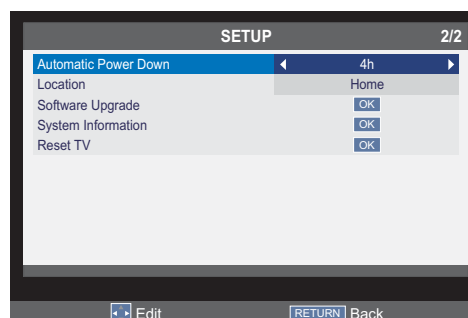 SETUP 2/2
Automatic Power Down 4h
Location Home
Software Upgrade OK
System Information OK
Reset TV OK
Edit RETURN Back